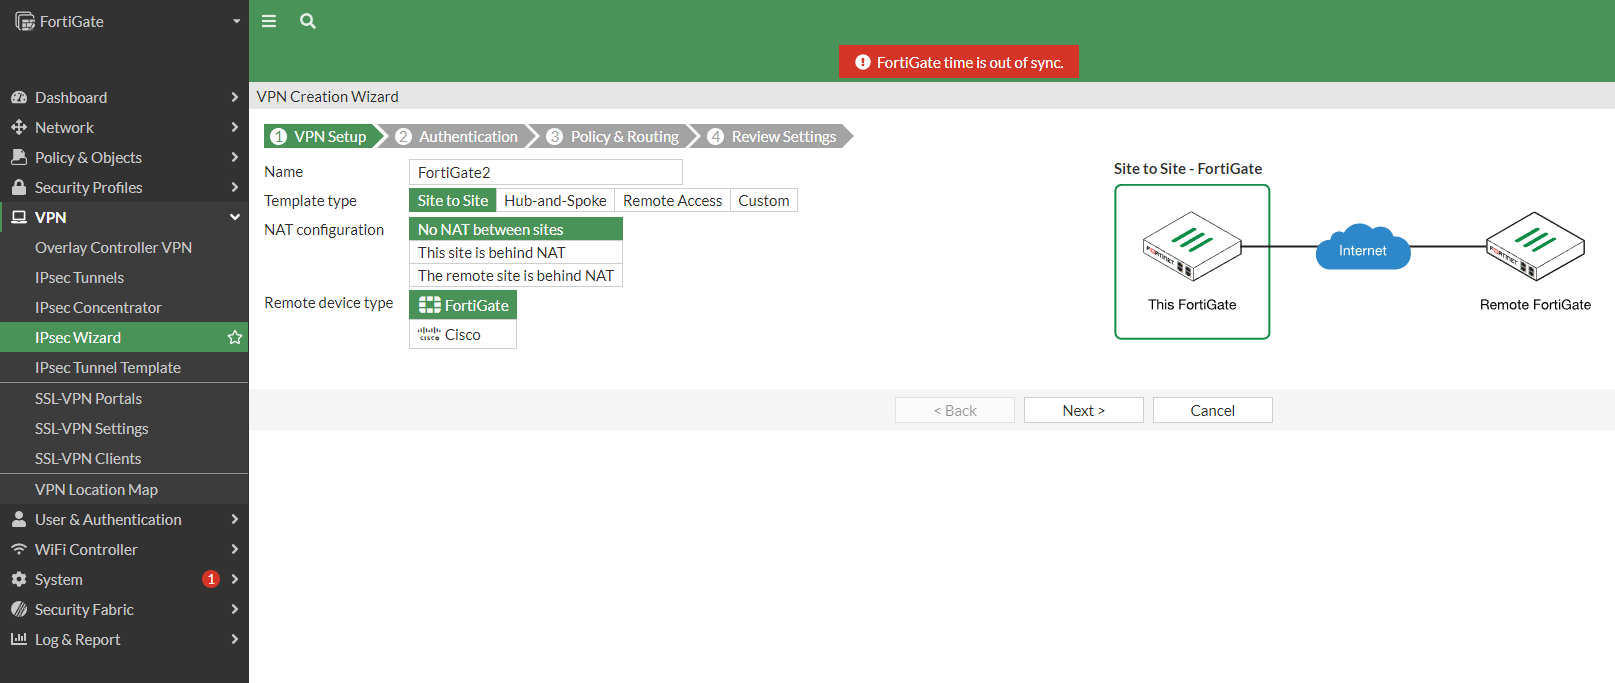 FortiGate
FortiGate time is out of sync.
Dashboard
Network
Policy & Objects
Security Profiles
VPN
Overlay Controller VPN
IPsec Tunnels
IPsec Concentrator
IPsec Wizard
IPsec Tunnel Template
SSL-VPN Portals
SSL-VPN Settings
SSL-VPN Clients
VPN Location Map
User & Authentication
WiFi Controller
System 1
Security Fabric
Log & Report
VPN Creation Wizard
1 VPN Setup 2 Authentication 3 Policy & Routing 4 Review Settings
Name FortiGate2
Template type Site to Site Hub-and-Spoke Remote Access Custom
NAT configuration No NAT between sites
This site is behind NAT
The remote site is behind NAT
Remote device type FortiGate
CISCO Cisco
Site to Site - FortiGate
FORTINET Internet FORTINET
This FortiGate Remote FortiGate
< Back Next > Cancel